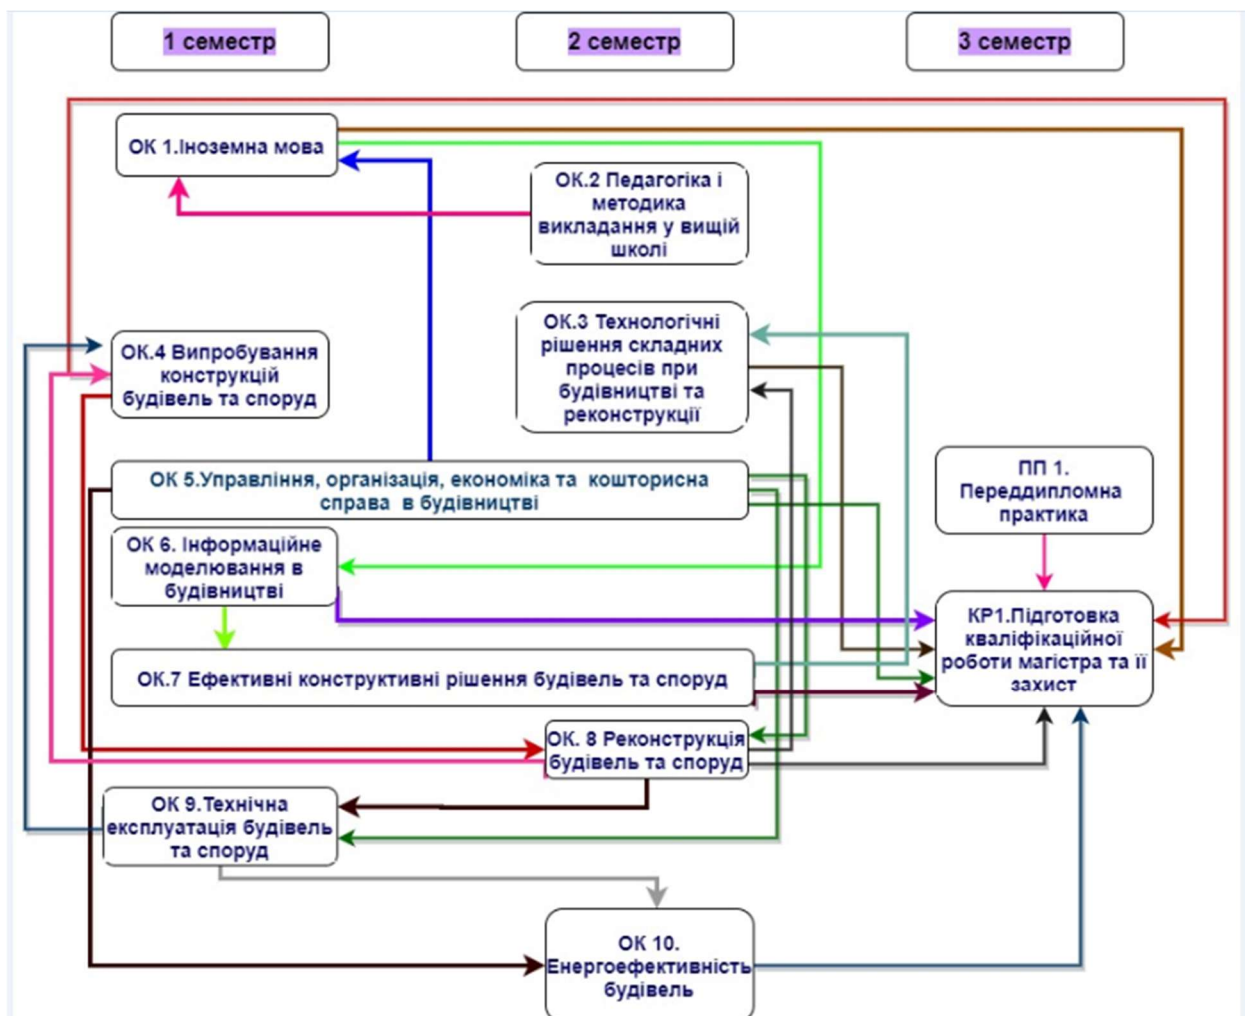 1 семестр
2 семестр
3 семестр
ОК 1.Іноземна мова
ОК.2 Педагогіка і
методика
викладання у вищій
школі
ОК.3 Технологічні
рішення складних
процесів при
будівництві та
реконструкції
ОК.4 Випробування
конструкцій
будівель та споруд
ОК 5.Управління, організація, економіка та кошторисна
справа в будівництві
ПП 1.
Переддипломна
практика
ОК 6. Інформаційне
моделювання в
будівництві
КР1.Підготовка
кваліфікаційної
роботи магістра та її
захист
ОК.7 Ефективні конструктивні рішення будівель та споруд
ОК. 8 Реконструкція
будівель та споруд
ОК 9.Технічна
експлуатація будівель
та споруд
ОК 10.
Енергоефективність
будівель